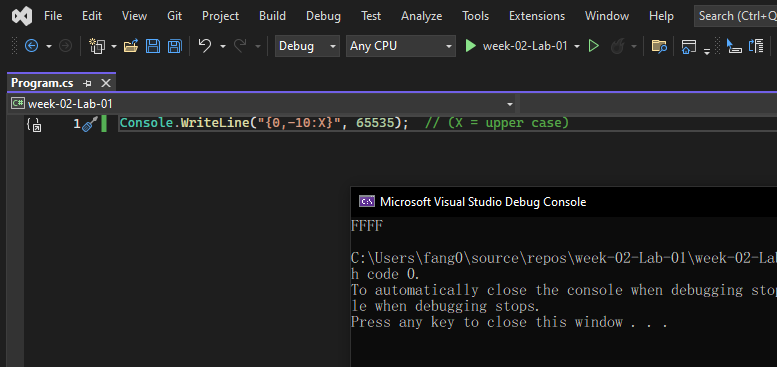 File Edit View Git Project Build Debug Test Analyze Tools Extensions Window Help Search (Ctrl+Q
Debug Any CPU week-02-Lab-01
Program.cs
C# week-02-Lab-01
1 Console.WriteLine("{0,-10:X}", 65535); // (X = upper case)
Microsoft Visual Studio Debug Console
FFFF
C:\Users\fang0\source\repos\week-02-Lab-01\week-02-Lab
h code 0.
To automatically close the console when debugging stop
le when debugging stops.
Press any key to close this window . . .